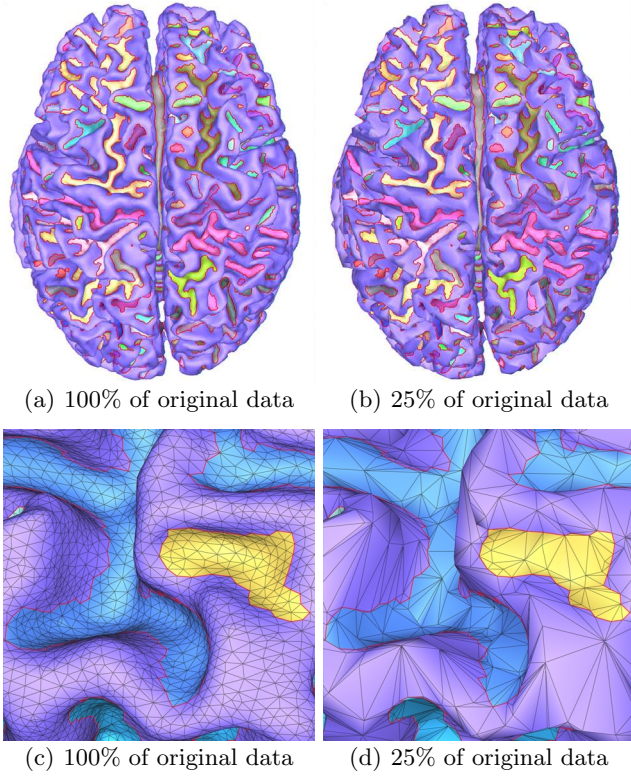 (a) 100% of original data
(b) 25% of original data
(c) 100% of original data
(d) 25% of original data